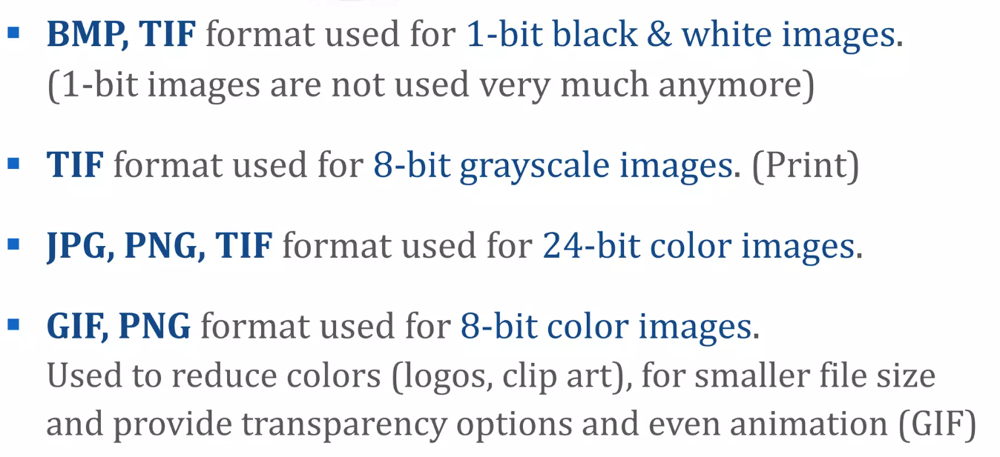 ▪ BMP, TIF format used for 1-bit black & white images.
(1-bit images are not used very much anymore)
▪ TIF format used for 8-bit grayscale images. (Print)
▪ JPG, PNG, TIF format used for 24-bit color images.
▪ GIF, PNG format used for 8-bit color images.
Used to reduce colors (logos, clip art), for smaller file size
and provide transparency options and even animation (GIF)